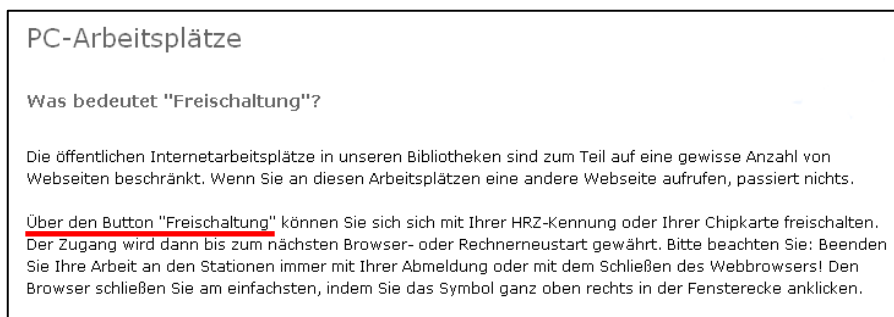 PC-Arbeitsplätze
Was bedeutet "Freischaltung"?
Die öffentlichen Internetarbeitsplätze in unseren Bibliotheken sind zum Teil auf eine gewisse Anzahl von
Webseiten beschränkt. Wenn Sie an diesen Arbeitsplätzen eine andere Webseite aufrufen, passiert nichts.
Über den Button "Freischaltung" können Sie sich sich mit Ihrer HRZ-Kennung oder Ihrer Chipkarte freischalten.
Der Zugang wird dann bis zum nächsten Browser- oder Rechnerneustart gewährt. Bitte beachten Sie: Beenden
Sie Ihre Arbeit an den Stationen immer mit Ihrer Abmeldung oder mit dem Schließen des Webbrowsers! Den
Browser schließen Sie am einfachsten, indem Sie das Symbol ganz oben rechts in der Fensterecke anklicken.